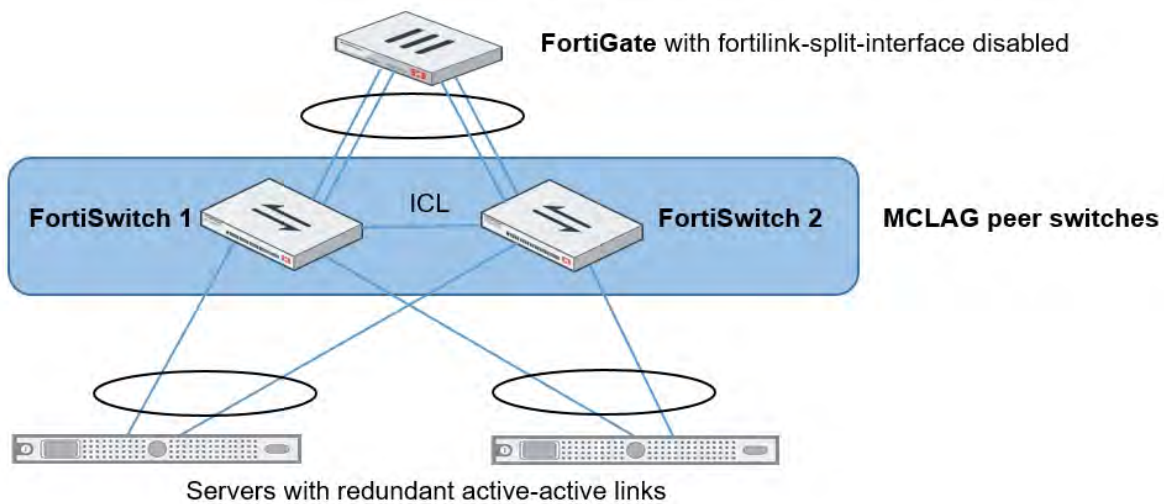 FortiGate with fortilink-split-interface disabled
ICL
FortiSwitch 1
FortiSwitch 2
MCLAG peer switches
Servers with redundant active-active links